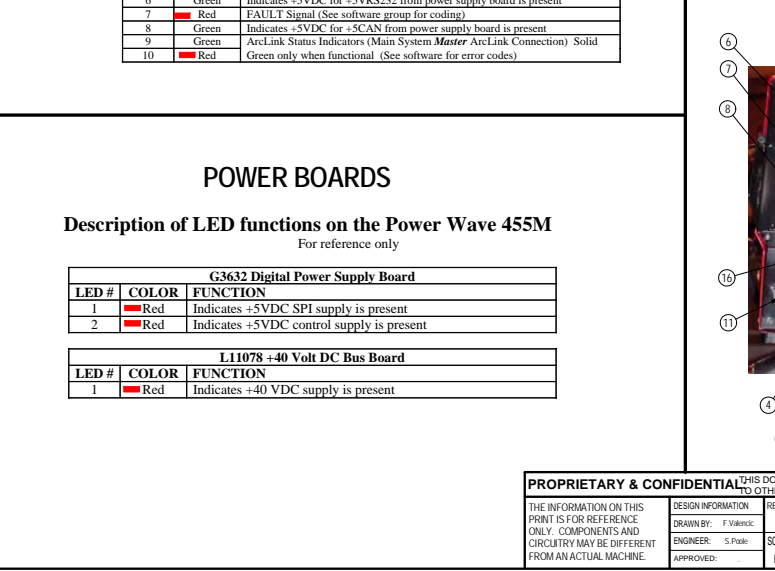 6 Green Indicates +5VDC for +5VRS232 from power supply board is present
7 Red FAULT Signal (See software group for coding)
8 Green Indicates +5VDC for +5CAN from power supply board is present
9 Green ArcLink Status Indicators (Main System Master ArcLink Connection) Solid
10 Red Green only when functional (See software for error codes)
POWER BOARDS
Description of LED functions on the Power Wave 455M
For reference only
G3632 Digital Power Supply Board
LED # COLOR FUNCTION
1 Red Indicates +5VDC SPI supply is present
2 Red Indicates +5VDC control supply is present
L11078 +40 Volt DC Bus Board
LED # COLOR FUNCTION
1 Red Indicates +40 VDC supply is present
6
7
8
16
11
4
PROPRIETARY & CONFIDENTIAL:
THIS DO
TO OTH
THE INFORMATION ON THIS
PRINT IS FOR REFERENCE
ONLY. COMPONENTS AND
CIRCUITRY MAY BE DIFFERENT
FROM AN ACTUAL MACHINE.
DESIGN INFORMATION RE
DRAWN BY: F.Valencic
ENGINEER: S.Poole SC
APPROVED: .